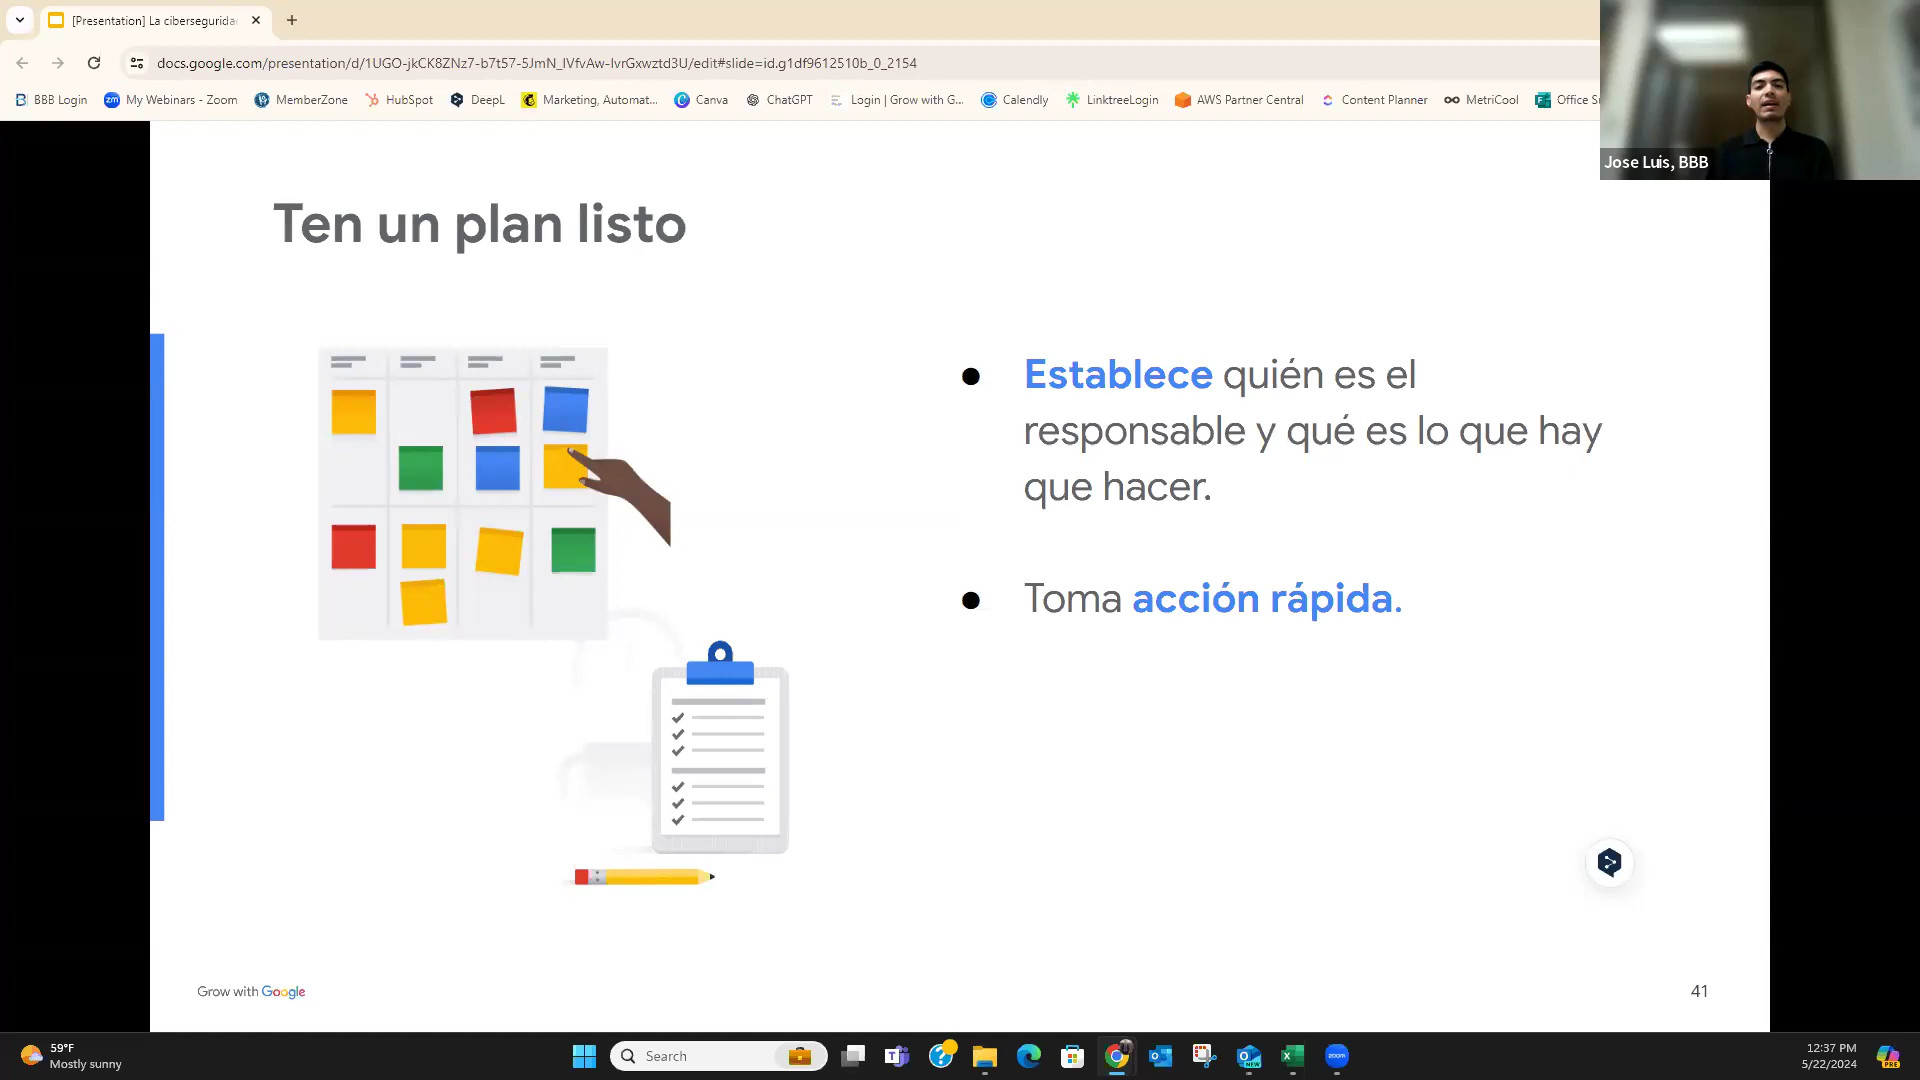 [Presentation] La cibersegurida
docs.google.com/presentation/d/1UGO-jkCK8ZNz7-b7t57-5JmN_IVfvAw-IvrGxwztd3U/edit#slide=id.g1df9612510b_0_2154
BBB Login
My Webinars - Zoom
MemberZone
HubSpot
DeepL
Marketing, Automat...
Canva
ChatGPT
Login | Grow with G...
Calendly
LinktreeLogin
AWS Partner Central
Content Planner
MetriCool
Office S
Jose Luis, BBB
Ten un plan listo
● Establece quién es el
responsable y qué es lo que hay
que hacer.
● Toma acción rápida.
Grow with Google
41
59°F
Mostly sunny
Search
zoom
12:37 PM
5/22/2024